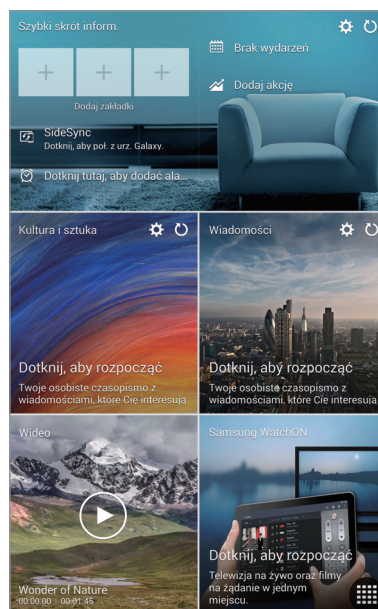 Szybki skrót inform.
Brak wydarzeń
Dodaj akcję
Dodaj zakładki
SideSync
Dotknij, aby poł. z urz. Galaxy.
Dotknij tutaj, aby dodać ala...
Kultura i sztuka
Wiadomości
Dotknij, aby rozpocząć
Twoje osobiste czasopismo z
wiadomościami, które Cię interesują
Dotknij, aby rozpocząć
Twoje osobiste czasopismo z
wiadomościami, które Cię interesują
Wideo
Samsung WatchON
Wonder of Nature
00:00:00 00:01:45
Dotknij, aby rozpocząć
Telewizja na żywo oraz filmy
na żądanie w jednym
miejscu.